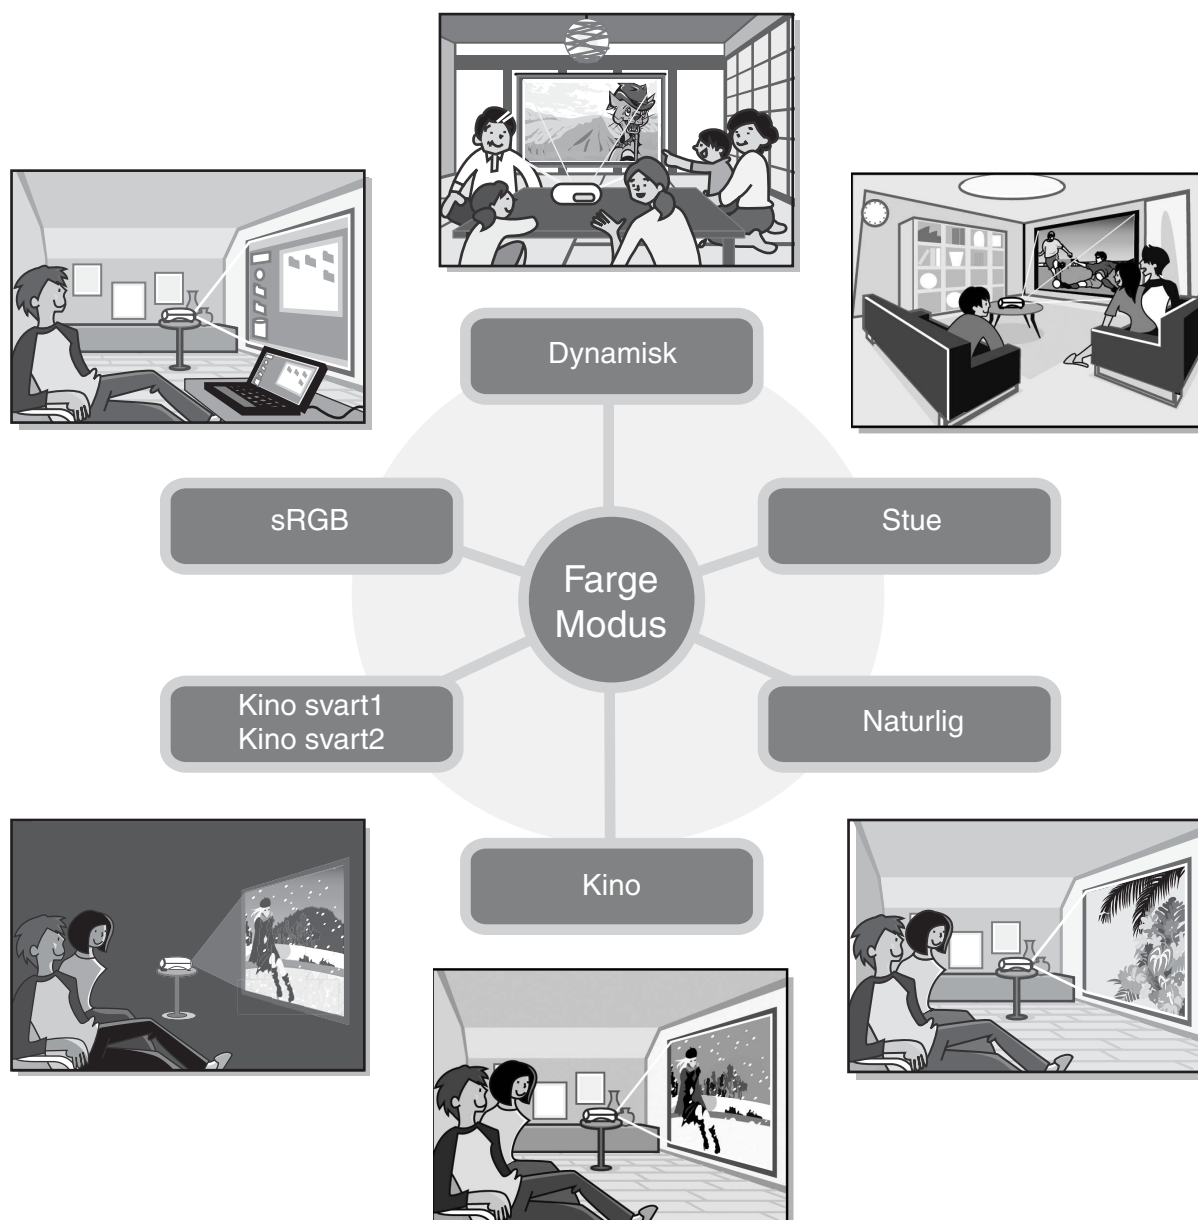 Dynamisk
sRGB
Stue
Farge
Modus
Kino svart1
Kino svart2
Naturlig
Kino